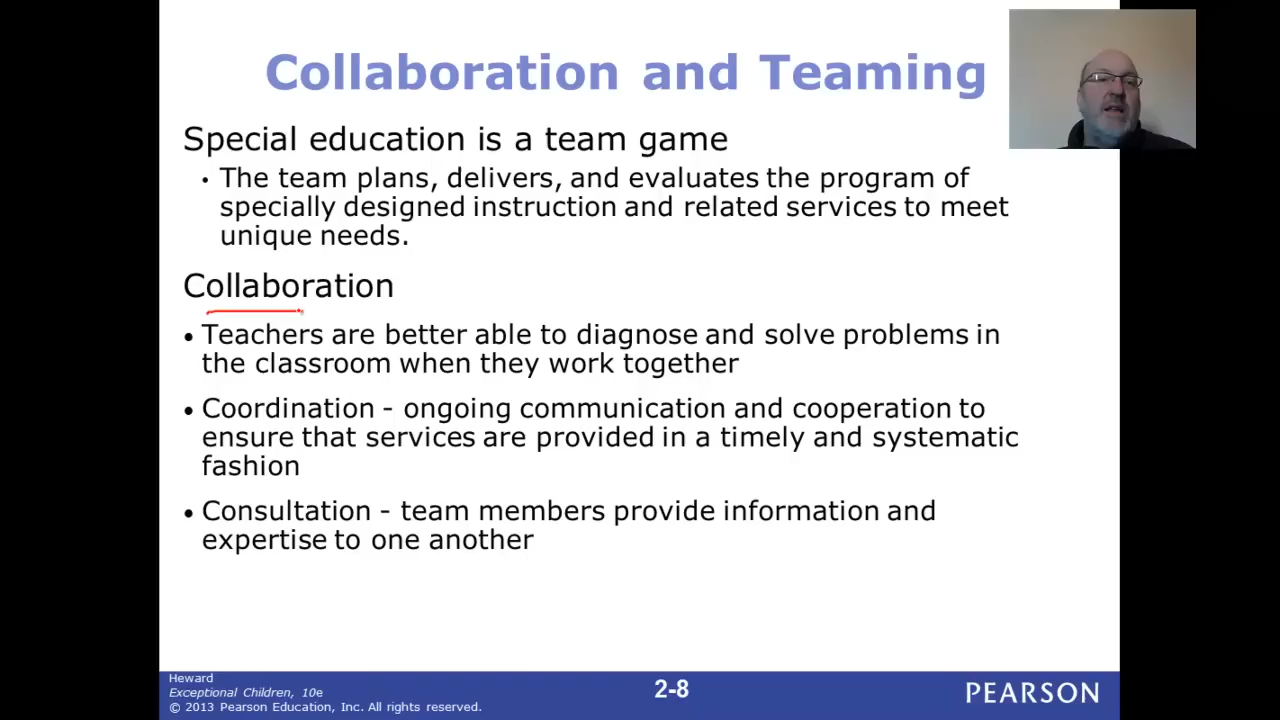 Collaboration and Teaming
Special education is a team game
• The team plans, delivers, and evaluates the program of
specially designed instruction and related services to meet
unique needs.
Collaboration
• Teachers are better able to diagnose and solve problems in
the classroom when they work together
• Coordination - ongoing communication and cooperation to
ensure that services are provided in a timely and systematic
fashion
• Consultation - team members provide information and
expertise to one another
Heward
Exceptional Children, 10e
© 2013 Pearson Education, Inc. All rights reserved.
2-8
PEARSON